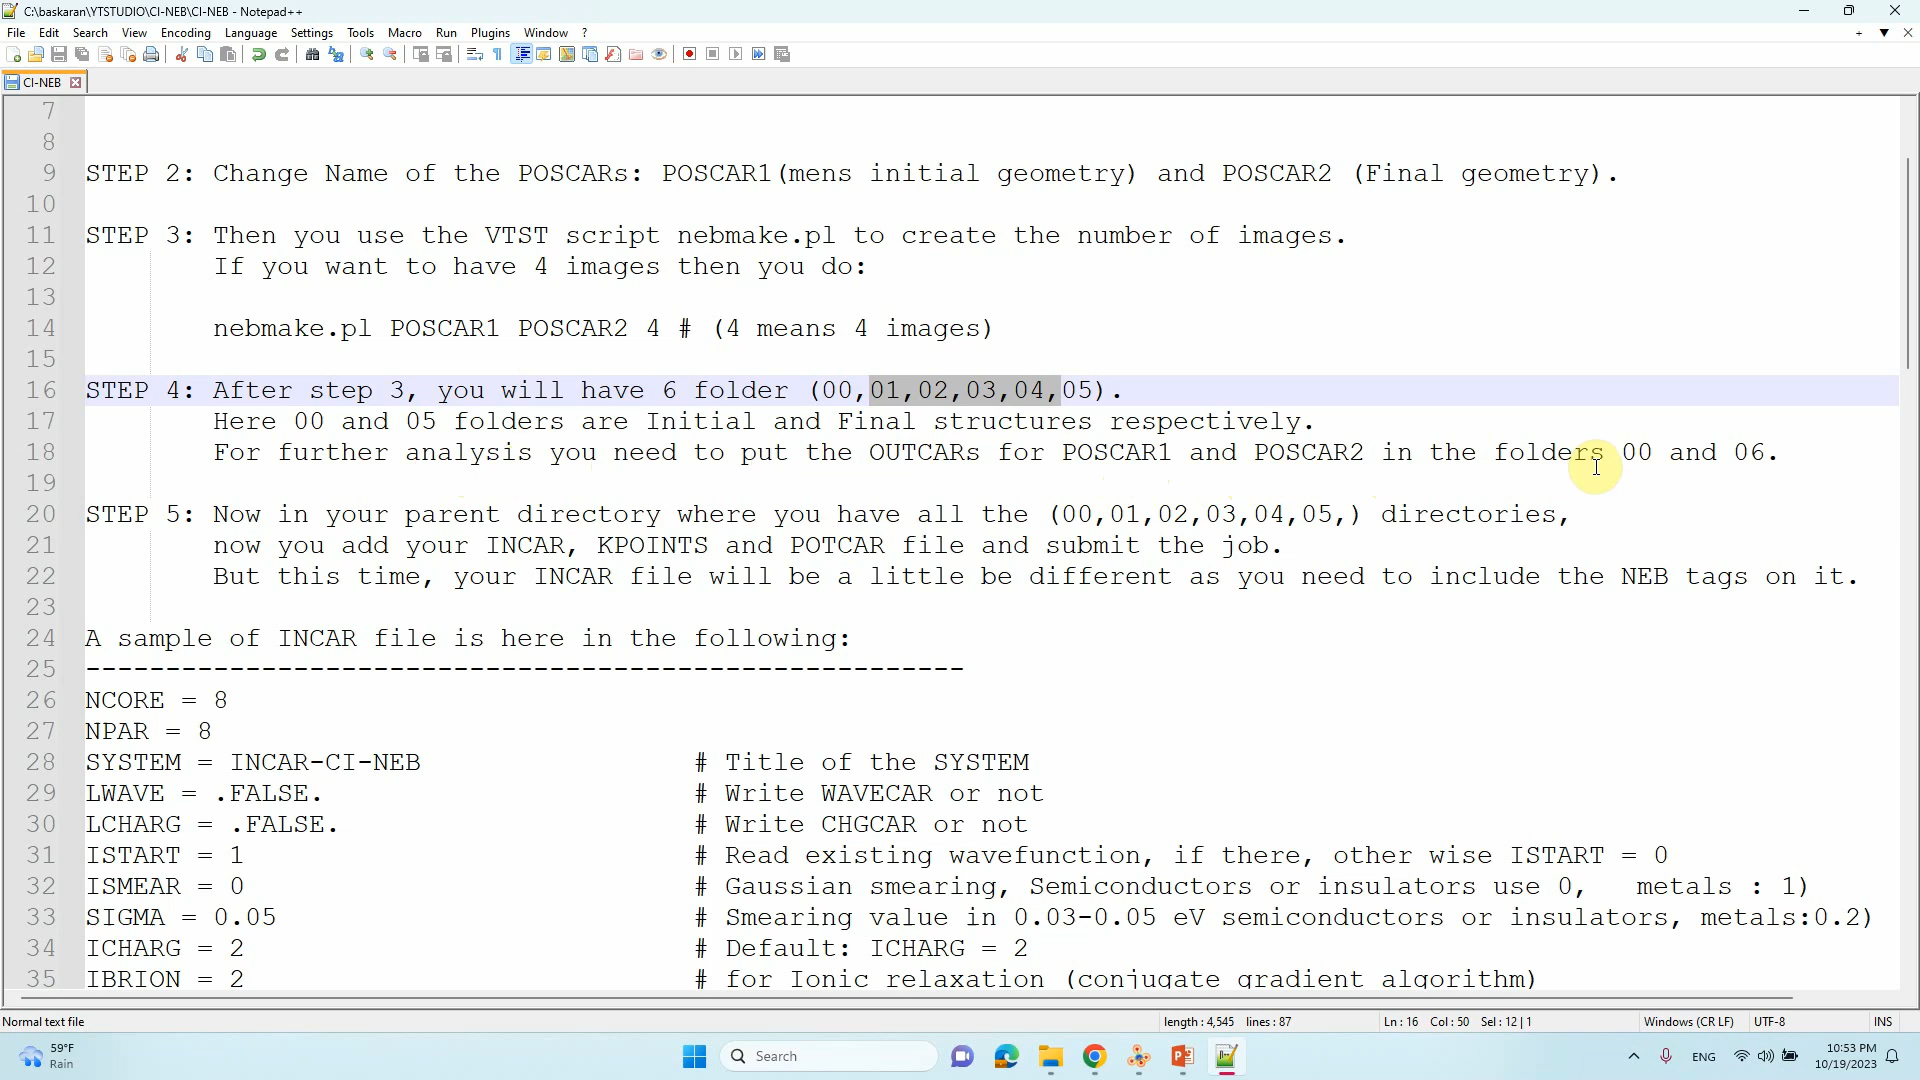 C:\baskaran\YTSTUDIO\CI-NEB\CI-NEB - Notepad++
File Edit Search View Encoding Language Settings Tools Macro Run Plugins Window ?
CI-NEB
7
8
9 STEP 2: Change Name of the POSCARs: POSCAR1(mens initial geometry) and POSCAR2 (Final geometry).
10
11 STEP 3: Then you use the VTST script nebmake.pl to create the number of images.
12 If you want to have 4 images then you do:
13
14 nebmake.pl POSCAR1 POSCAR2 4 # (4 means 4 images)
15
16 STEP 4: After step 3, you will have 6 folder (00,01,02,03,04,05).
17 Here 00 and 05 folders are Initial and Final structures respectively.
18 For further analysis you need to put the OUTCARs for POSCAR1 and POSCAR2 in the folders 00 and 06.
19
20 STEP 5: Now in your parent directory where you have all the (00,01,02,03,04,05,) directories,
21 now you add your INCAR, KPOINTS and POTCAR file and submit the job.
22 But this time, your INCAR file will be a little be different as you need to include the NEB tags on it.
23
24 A sample of INCAR file is here in the following:
25 -------------------------------------------------------
26 NCORE = 8
27 NPAR = 8
28 SYSTEM = INCAR-CI-NEB # Title of the SYSTEM
29 LWAVE = .FALSE. # Write WAVECAR or not
30 LCHARG = .FALSE. # Write CHGCAR or not
31 ISTART = 1 # Read existing wavefunction, if there, other wise ISTART = 0
32 ISMEAR = 0 # Gaussian smearing, Semiconductors or insulators use 0, metals : 1)
33 SIGMA = 0.05 # Smearing value in 0.03-0.05 eV semiconductors or insulators, metals:0.2)
34 ICHARG = 2 # Default: ICHARG = 2
35 IBRION = 2 # for Ionic relaxation (conjugate gradient algorithm)
Normal text file length : 4,545 lines : 87 Ln : 16 Col : 50 Sel : 12 | 1 Windows (CR LF) UTF-8 INS
59°F
Rain
Search
ENG
10:53 PM
10/19/2023